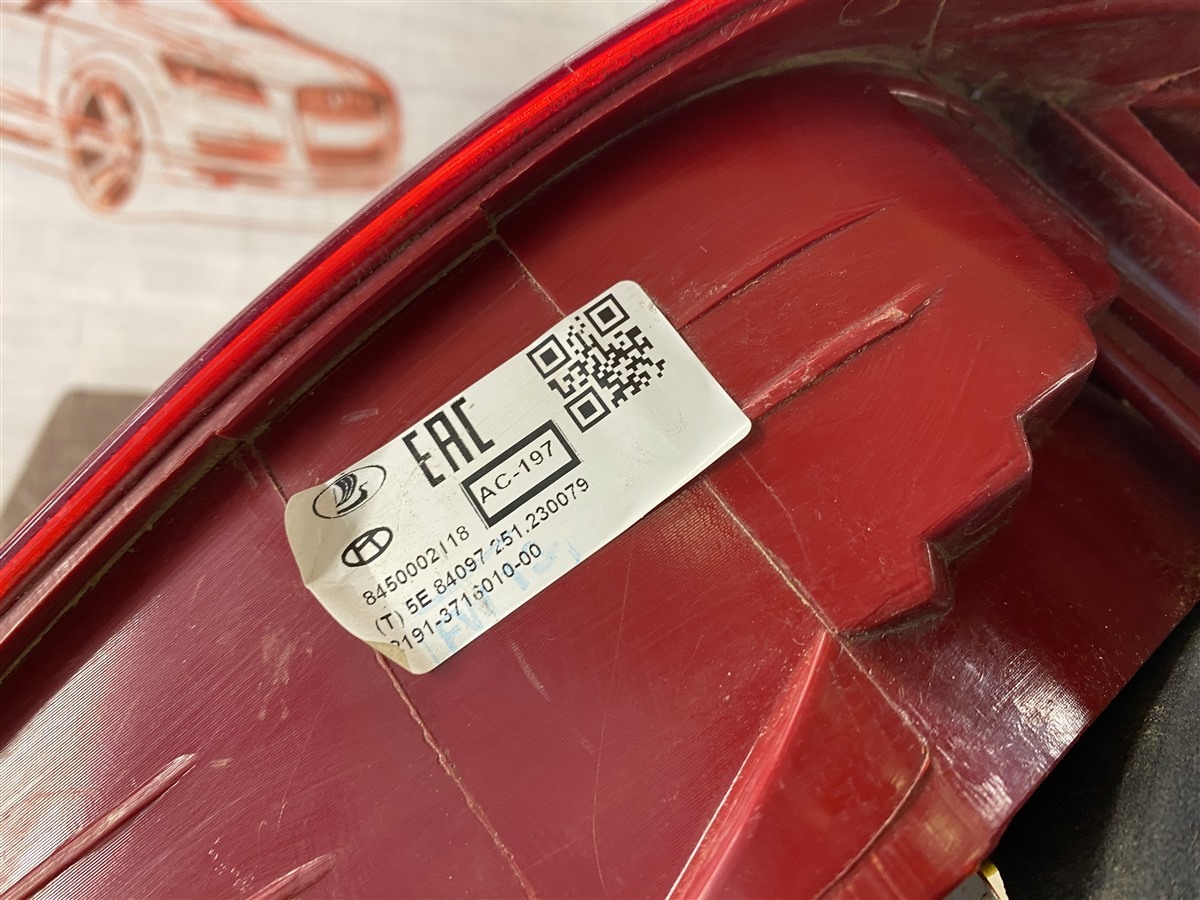 EAC
AC-197
8450002118
(T) 5E 84097 251.230079
2191-3716010-00